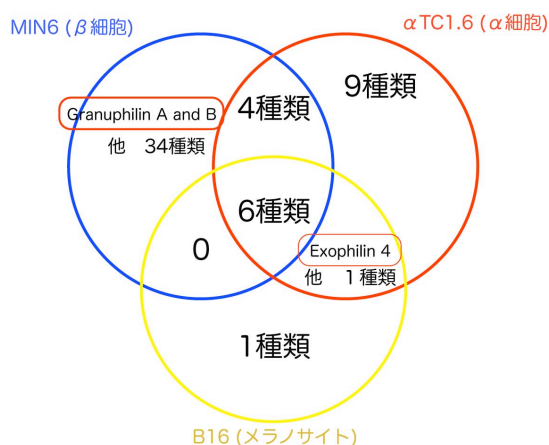 MIN6 (β細胞)
αTC1.6 (α細胞)
9種類
4種類
Granuphilin A and B
他　34種類
6種類
0
Exophilin 4
他　1種類
1種類
B16 (メラノサイト)